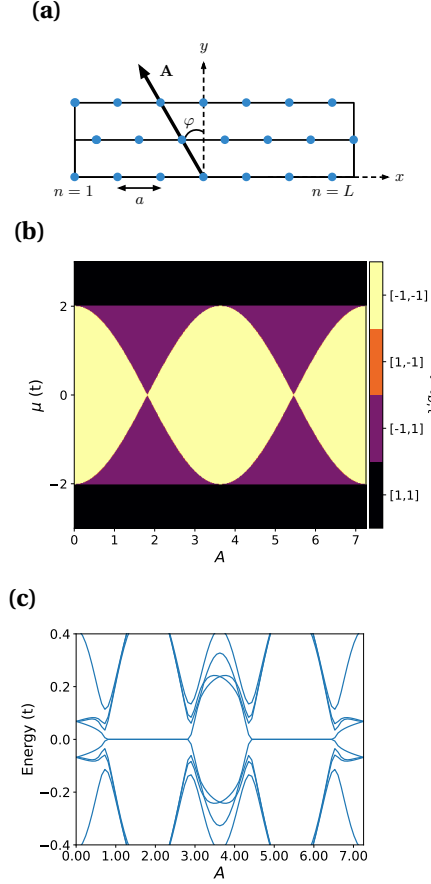 (a)
y
A
φ
n = 1
n = L
x
a
(b)
μ (t)
2
0
−2
0 1 2 3 4 5 6 7
A
[-1,-1]
[1,-1]
[-1,1]
[1,1]
(c)
Energy (t)
0.4
0.2
0.0
−0.2
−0.4
0.00 1.00 2.00 3.00 4.00 5.00 6.00 7.00
A